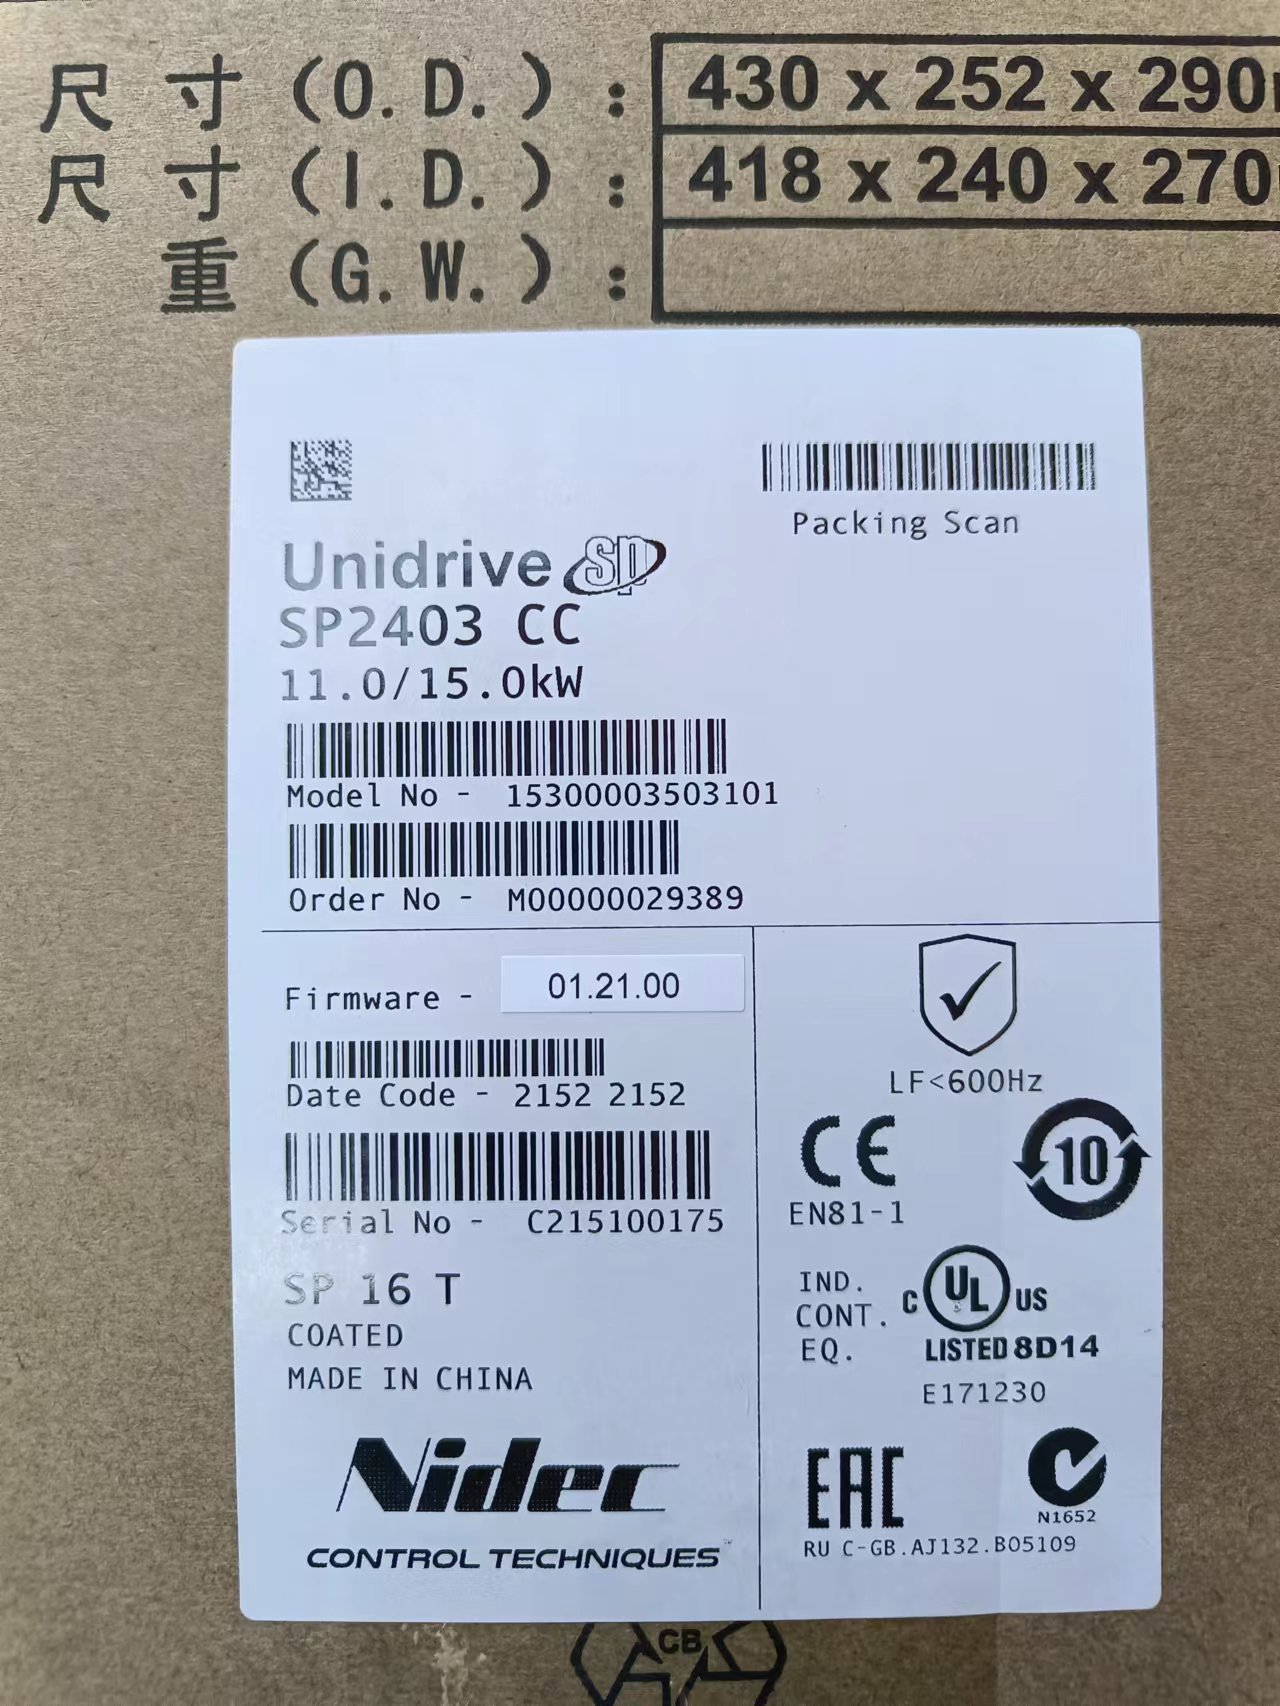 尺 寸 (O.D.) : 430 x 252 x 290
尺 寸 (I.D.) : 418 x 240 x 270
重 (G.W.) :
Packing Scan
Unidrive SP
SP2403 CC
11.0/15.0kW
Model No - 15300003503101
Order No - M00000029389
Firmware - 01.21.00
Date Code - 2152 2152
Serial No - C215100175
SP 16 T
COATED
MADE IN CHINA
Nidec
CONTROL TECHNIQUES
LF<600Hz
CE
10
EN81-1
IND.
CONT.
EQ.
C UL US
LISTED 8D14
E171230
EAC
N1652
RU C-GB.AJ132.B05109
CB